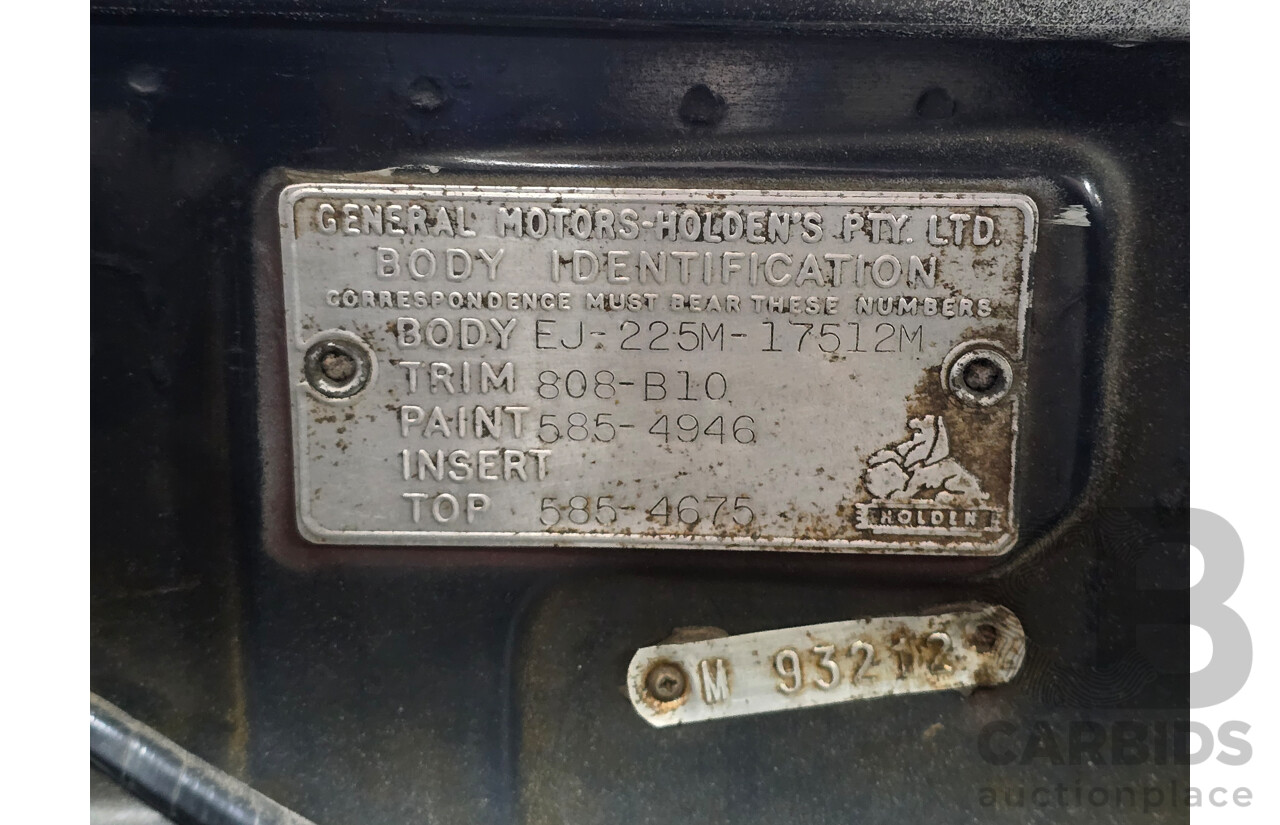 GENERAL MOTORS-HOLDEN'S PTY. LTD.
BODY IDENTIFICATION
CORRESPONDENCE MUST BEAR THESE NUMBERS
BODY EJ-225M-17512M
TRIM 808-B10
PAINT 585-4946
INSERT
TOP 585-4675
HOLDEN
M 93212
B
CARBIDS
auctionplace